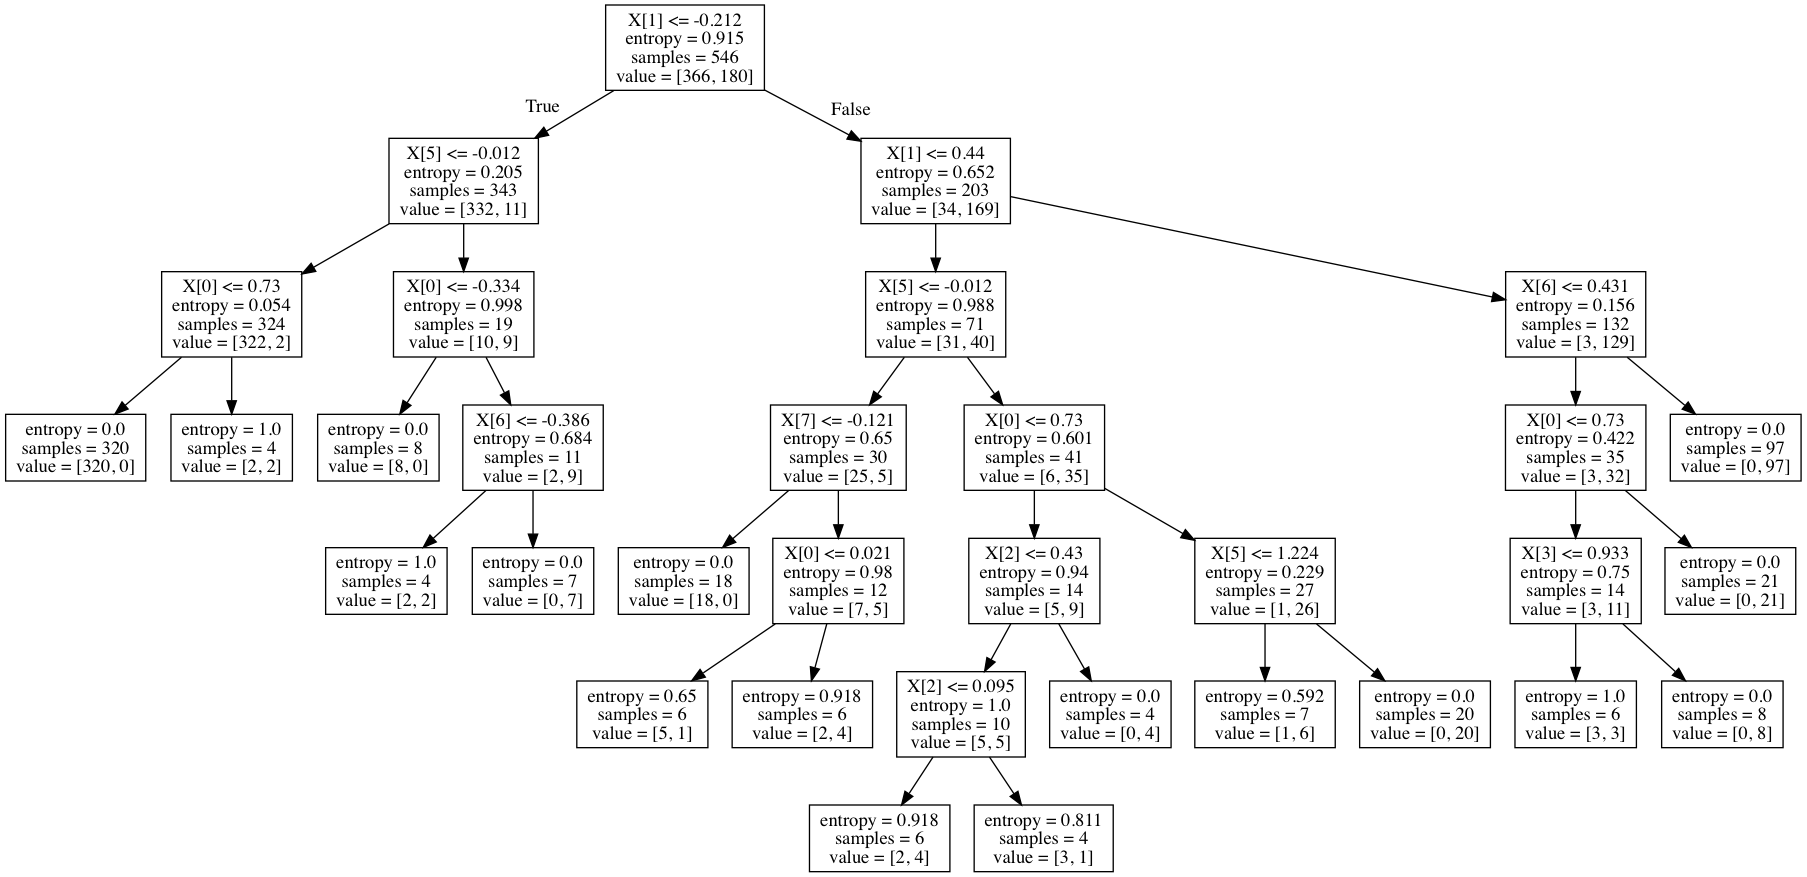 X[1] <= -0.212
entropy = 0.915
samples = 546
value = [366, 180]
True
False
X[5] <= -0.012
entropy = 0.205
samples = 343
value = [332, 11]
X[1] <= 0.44
entropy = 0.652
samples = 203
value = [34, 169]
X[0] <= 0.73
entropy = 0.054
samples = 324
value = [322, 2]
X[0] <= -0.334
entropy = 0.998
samples = 19
value = [10, 9]
X[5] <= -0.012
entropy = 0.988
samples = 71
value = [31, 40]
X[6] <= 0.431
entropy = 0.156
samples = 132
value = [3, 129]
entropy = 0.0
samples = 320
value = [320, 0]
entropy = 1.0
samples = 4
value = [2, 2]
entropy = 0.0
samples = 8
value = [8, 0]
X[6] <= -0.386
entropy = 0.684
samples = 11
value = [2, 9]
X[7] <= -0.121
entropy = 0.65
samples = 30
value = [25, 5]
X[0] <= 0.73
entropy = 0.601
samples = 41
value = [6, 35]
X[0] <= 0.73
entropy = 0.422
samples = 35
value = [3, 32]
entropy = 0.0
samples = 97
value = [0, 97]
entropy = 1.0
samples = 4
value = [2, 2]
entropy = 0.0
samples = 7
value = [0, 7]
entropy = 0.0
samples = 18
value = [18, 0]
X[0] <= 0.021
entropy = 0.98
samples = 12
value = [7, 5]
X[2] <= 0.43
entropy = 0.94
samples = 14
value = [5, 9]
X[5] <= 1.224
entropy = 0.229
samples = 27
value = [1, 26]
X[3] <= 0.933
entropy = 0.75
samples = 14
value = [3, 11]
entropy = 0.0
samples = 21
value = [0, 21]
entropy = 0.65
samples = 6
value = [5, 1]
entropy = 0.918
samples = 6
value = [2, 4]
X[2] <= 0.095
entropy = 1.0
samples = 10
value = [5, 5]
entropy = 0.0
samples = 4
value = [0, 4]
entropy = 0.592
samples = 7
value = [1, 6]
entropy = 0.0
samples = 20
value = [0, 20]
entropy = 1.0
samples = 6
value = [3, 3]
entropy = 0.0
samples = 8
value = [0, 8]
entropy = 0.918
samples = 6
value = [2, 4]
entropy = 0.811
samples = 4
value = [3, 1]